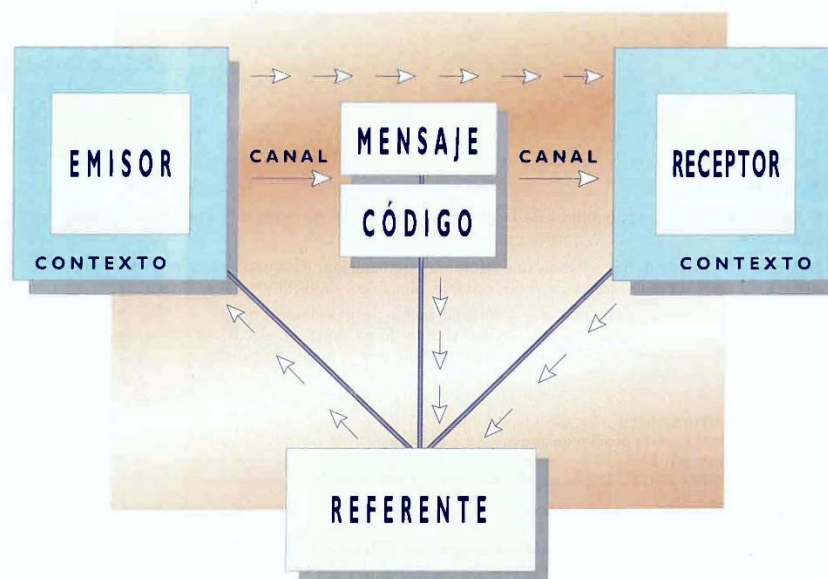 MENSAJE
EMISOR
CANAL
CANAL
RECEPTOR
CÓDIGO
CONTEXTO
CONTEXTO
REFERENTE